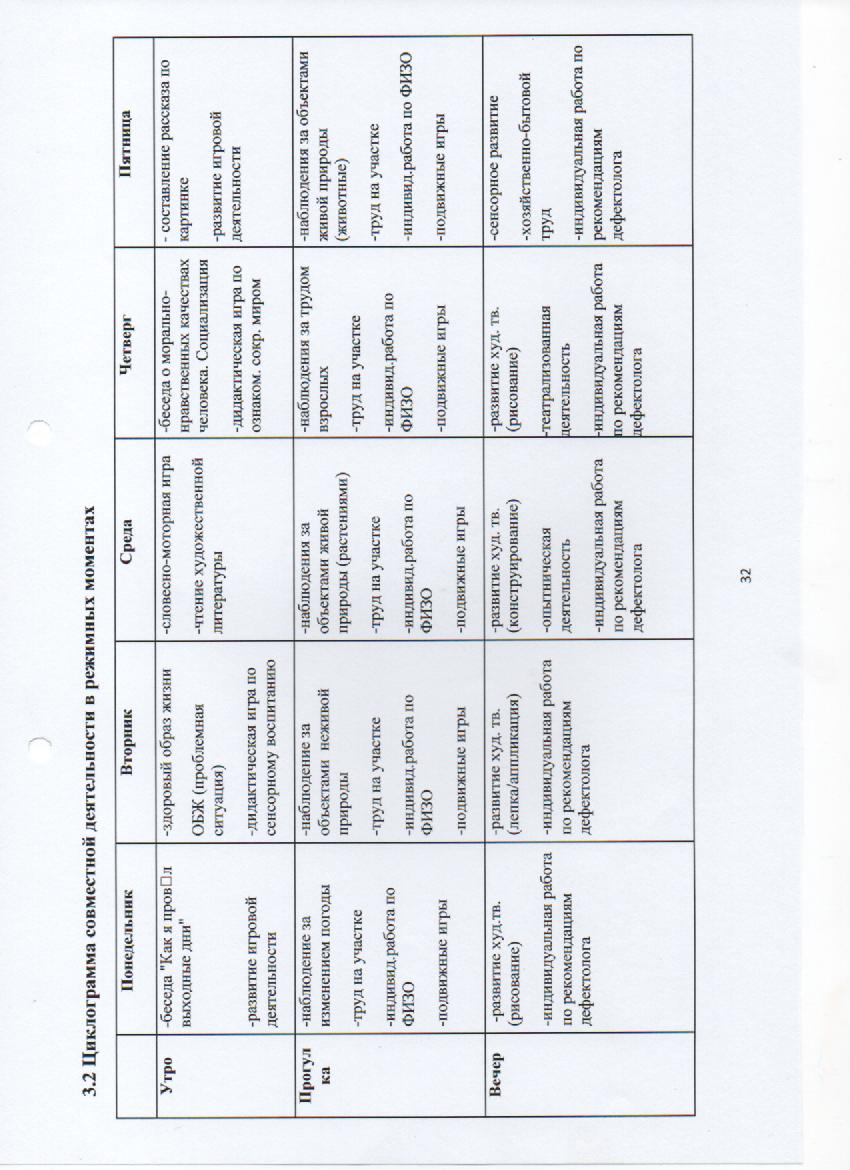 3.2 Циклограмма совместной деятельности в режимных моментах
Понедельник
Вторник
Среда
Четверг
Пятница
Утро
-беседа "Как я пров□л
выходные дни"
-развитие игровой
деятельности
-здоровый образ жизни
ОБЖ (проблемная
ситуация)
-дидактическая игра по
сенсорному воспитанию
-словесно-моторная игра
-чтение художественной
литературы
-беседа о морально-
нравственных качествах
человека. Социализация
-дидактическая игра по
ознаком. сокр. миром
- составление рассказа по
картинке
-развитие игровой
деятельности
Прогул
ка
-наблюдение за
изменением погоды
-труд на участке
-индивид.работа по
ФИЗО
-подвижные игры
-наблюдение за
объектами неживой
природы
-труд на участке
-индивид.работа по
ФИЗО
-подвижные игры
-наблюдения за
объектами живой
природы (растениями)
-труд на участке
-индивид.работа по
ФИЗО
-подвижные игры
-наблюдения за трудом
взрослых
-труд на участке
-индивид.работа по
ФИЗО
-подвижные игры
-наблюдения за объектами
живой природы
(животные)
-труд на участке
-индивид.работа по ФИЗО
-подвижные игры
Вечер
-развитие худ.тв.
(рисование)
-индивидуальная работа
по рекомендациям
дефектолога
-развитие худ. тв.
(лепка/аппликация)
-индивидуальная работа
по рекомендациям
дефектолога
-развитие худ. тв.
(конструирование)
-опытническая
деятельность
-индивидуальная работа
по рекомендациям
дефектолога
-развитие худ. тв.
(рисование)
-театрализованная
деятельность
-индивидуальная работа
по рекомендациям
дефектолога
-сенсорное развитие
-хозяйственно-бытовой
труд
-индивидуальная работа по
рекомендациям
дефектолога
32